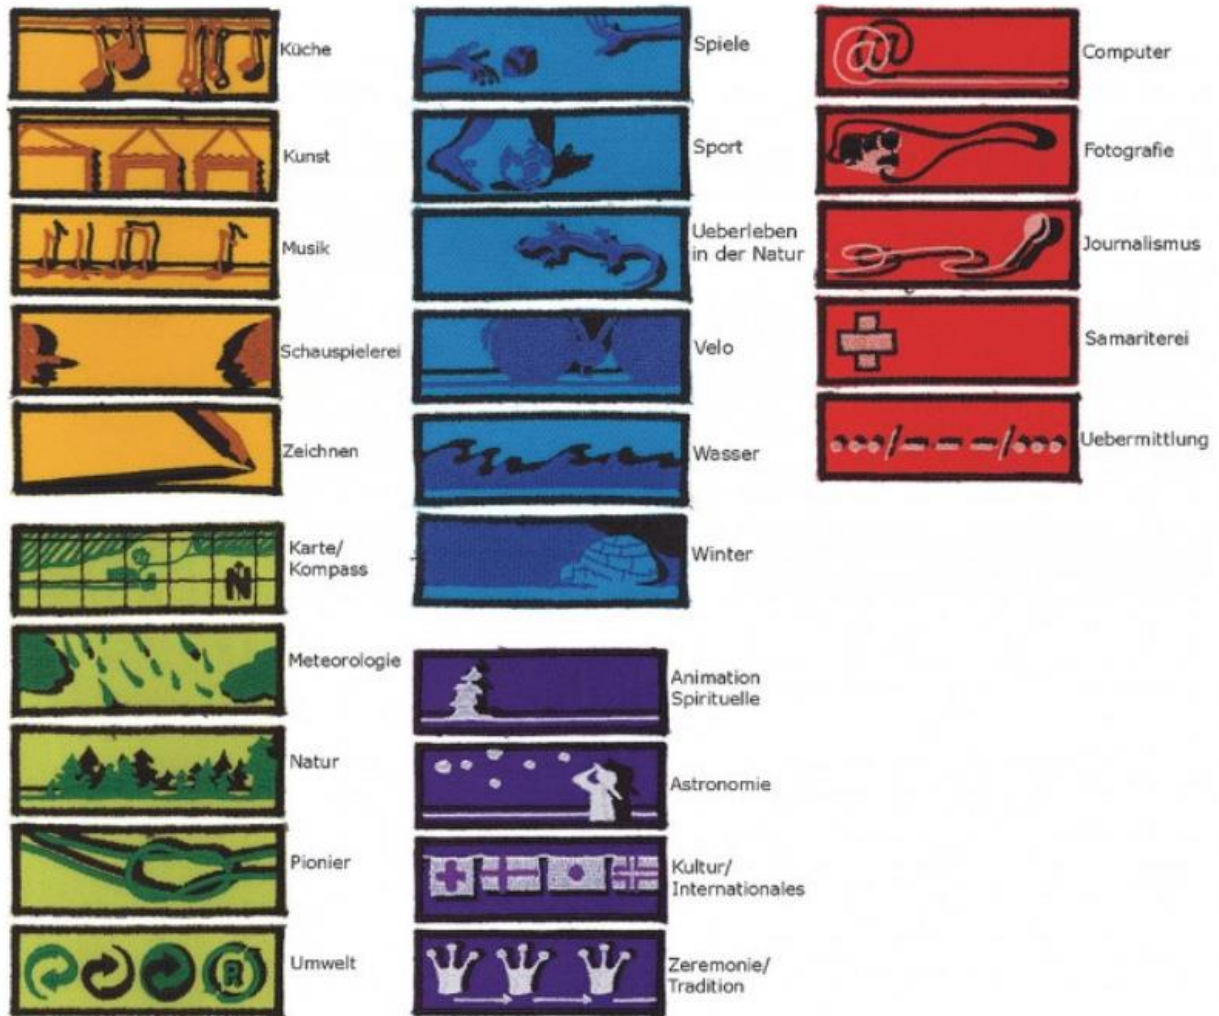 Küche
Kunst
Musik
Schauspielerei
Zeichnen
Karte/
Kompass
N
Meteorologie
Natur
Pionier
Umwelt
R
Spiele
Sport
Ueberleben
in der Natur
Velo
Wasser
Winter
Animation
Spirituelle
Astronomie
Kultur/
Internationales
Zeremonie/
Tradition
@
Computer
Fotografie
Journalismus
Samariterei
Uebermittlung